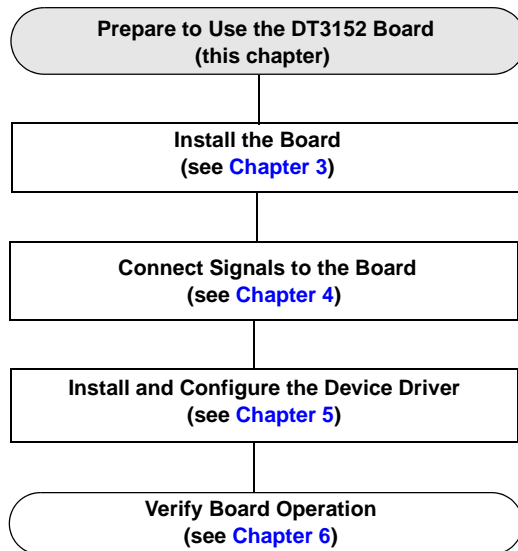 Prepare to Use the DT3152 Board
(this chapter)
Install the Board
(see Chapter 3)
Connect Signals to the Board
(see Chapter 4)
Install and Configure the Device Driver
(see Chapter 5)
Verify Board Operation
(see Chapter 6)